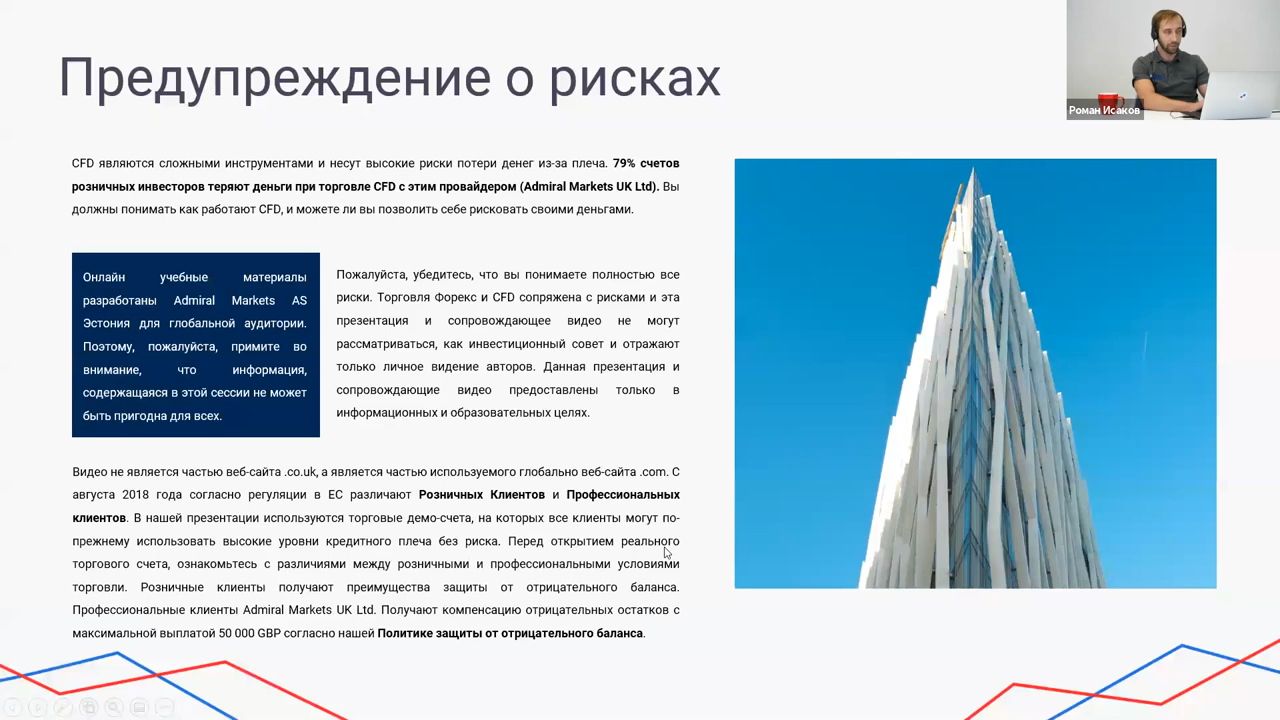 Предупреждение о рисках
Роман Исаков
CFD являются сложными инструментами и несут высокие риски потери денег из-за плеча. 79% счетов
розничных инвесторов теряют деньги при торговле CFD с этим провайдером (Admiral Markets UK Ltd). Вы
должны понимать как работают CFD, и можете ли вы позволить себе рисковать своими деньгами.
Онлайн учебные материалы
разработаны Admiral Markets AS
Эстония для глобальной аудитории.
Поэтому, пожалуйста, примите во
внимание, что информация,
содержащаяся в этой сессии не может
быть пригодна для всех.
Пожалуйста, убедитесь, что вы понимаете полностью все
риски. Торговля Форекс и CFD сопряжена с рисками и эта
презентация и сопровождающее видео не могут
рассматриваться, как инвестиционный совет и отражают
только личное видение авторов. Данная презентация и
сопровождающие видео предоставлены только в
информационных и образовательных целях.
Видео не является частью веб-сайта .co.uk, а является частью используемого глобально веб-сайта .com. С
августа 2018 года согласно регуляции в ЕС различают Розничных Клиентов и Профессиональных
клиентов. В нашей презентации используются торговые демо-счета, на которых все клиенты могут по-
прежнему использовать высокие уровни кредитного плеча без риска. Перед открытием реального
торгового счета, ознакомьтесь с различиями между розничными и профессиональными условиями
торговли. Розничные клиенты получают преимущества защиты от отрицательного баланса.
Профессиональные клиенты Admiral Markets UK Ltd. Получают компенсацию отрицательных остатков с
максимальной выплатой 50 000 GBP согласно нашей Политике защиты от отрицательного баланса.